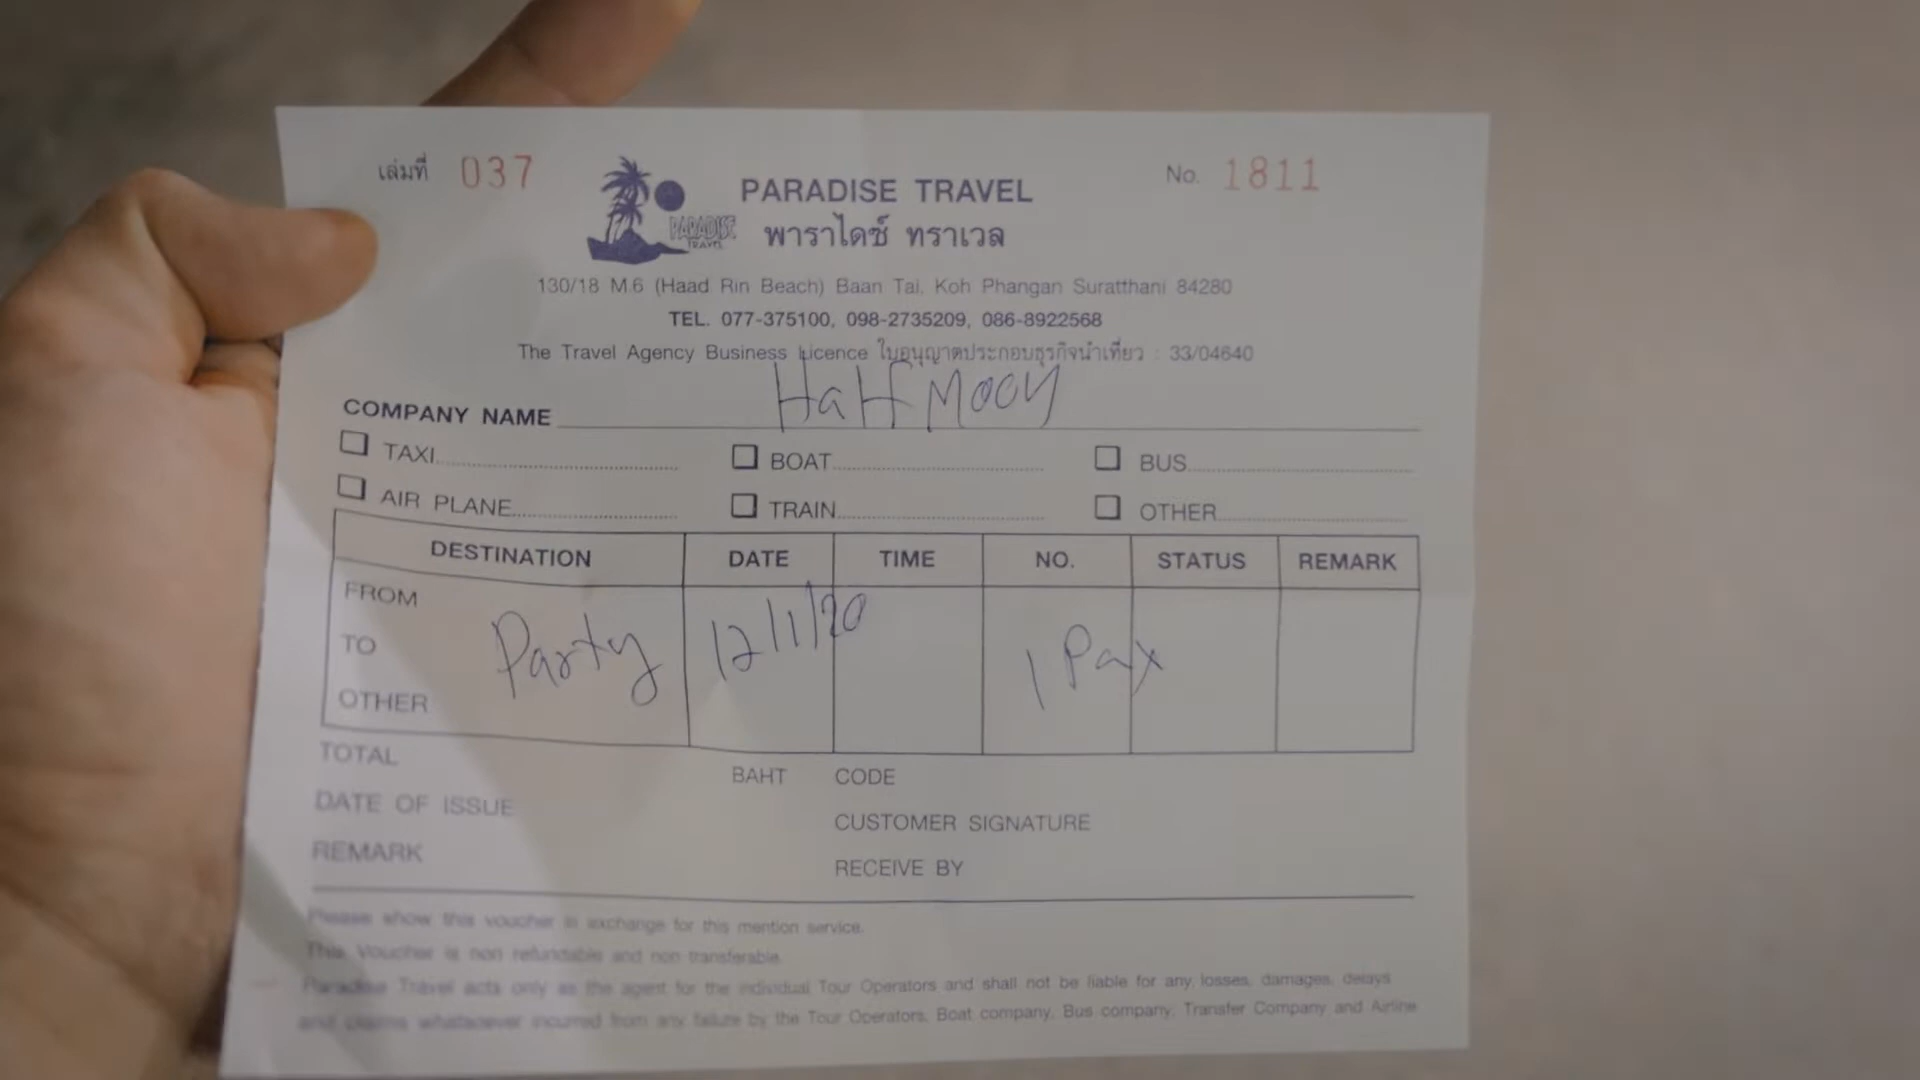 เล่มที่ 037
No. 1811
PARADISE TRAVEL
PARADISE TRAVEL
พาราไดซ์ ทราเวล
130/18 M.6 (Haad Rin Beach) Baan Tai, Koh Phangan Suratthani 84280
TEL. 077-375100, 098-2735209, 086-8922568
The Travel Agency Business Licence ใบอนุญาตประกอบธุรกิจนำเที่ยว : 33/04640
COMPANY NAME Half Moon
TAXI BOAT BUS
AIR PLANE TRAIN OTHER
DESTINATION DATE TIME NO. STATUS REMARK
FROM
TO Party 12/1/20 1 Pax
OTHER
TOTAL BAHT CODE
DATE OF ISSUE CUSTOMER SIGNATURE
REMARK RECEIVE BY
Please show this voucher in exchange for this mention service.
This Voucher is non refundable and non-transferable
Paradise Travel acts only as the agent for the individual Tour Operators and shall not be liable for any losses, damages, delays
and claims whatsoever incurred from any failure by the Tour Operators, Boat company, Bus company, Transfer Company and Airline